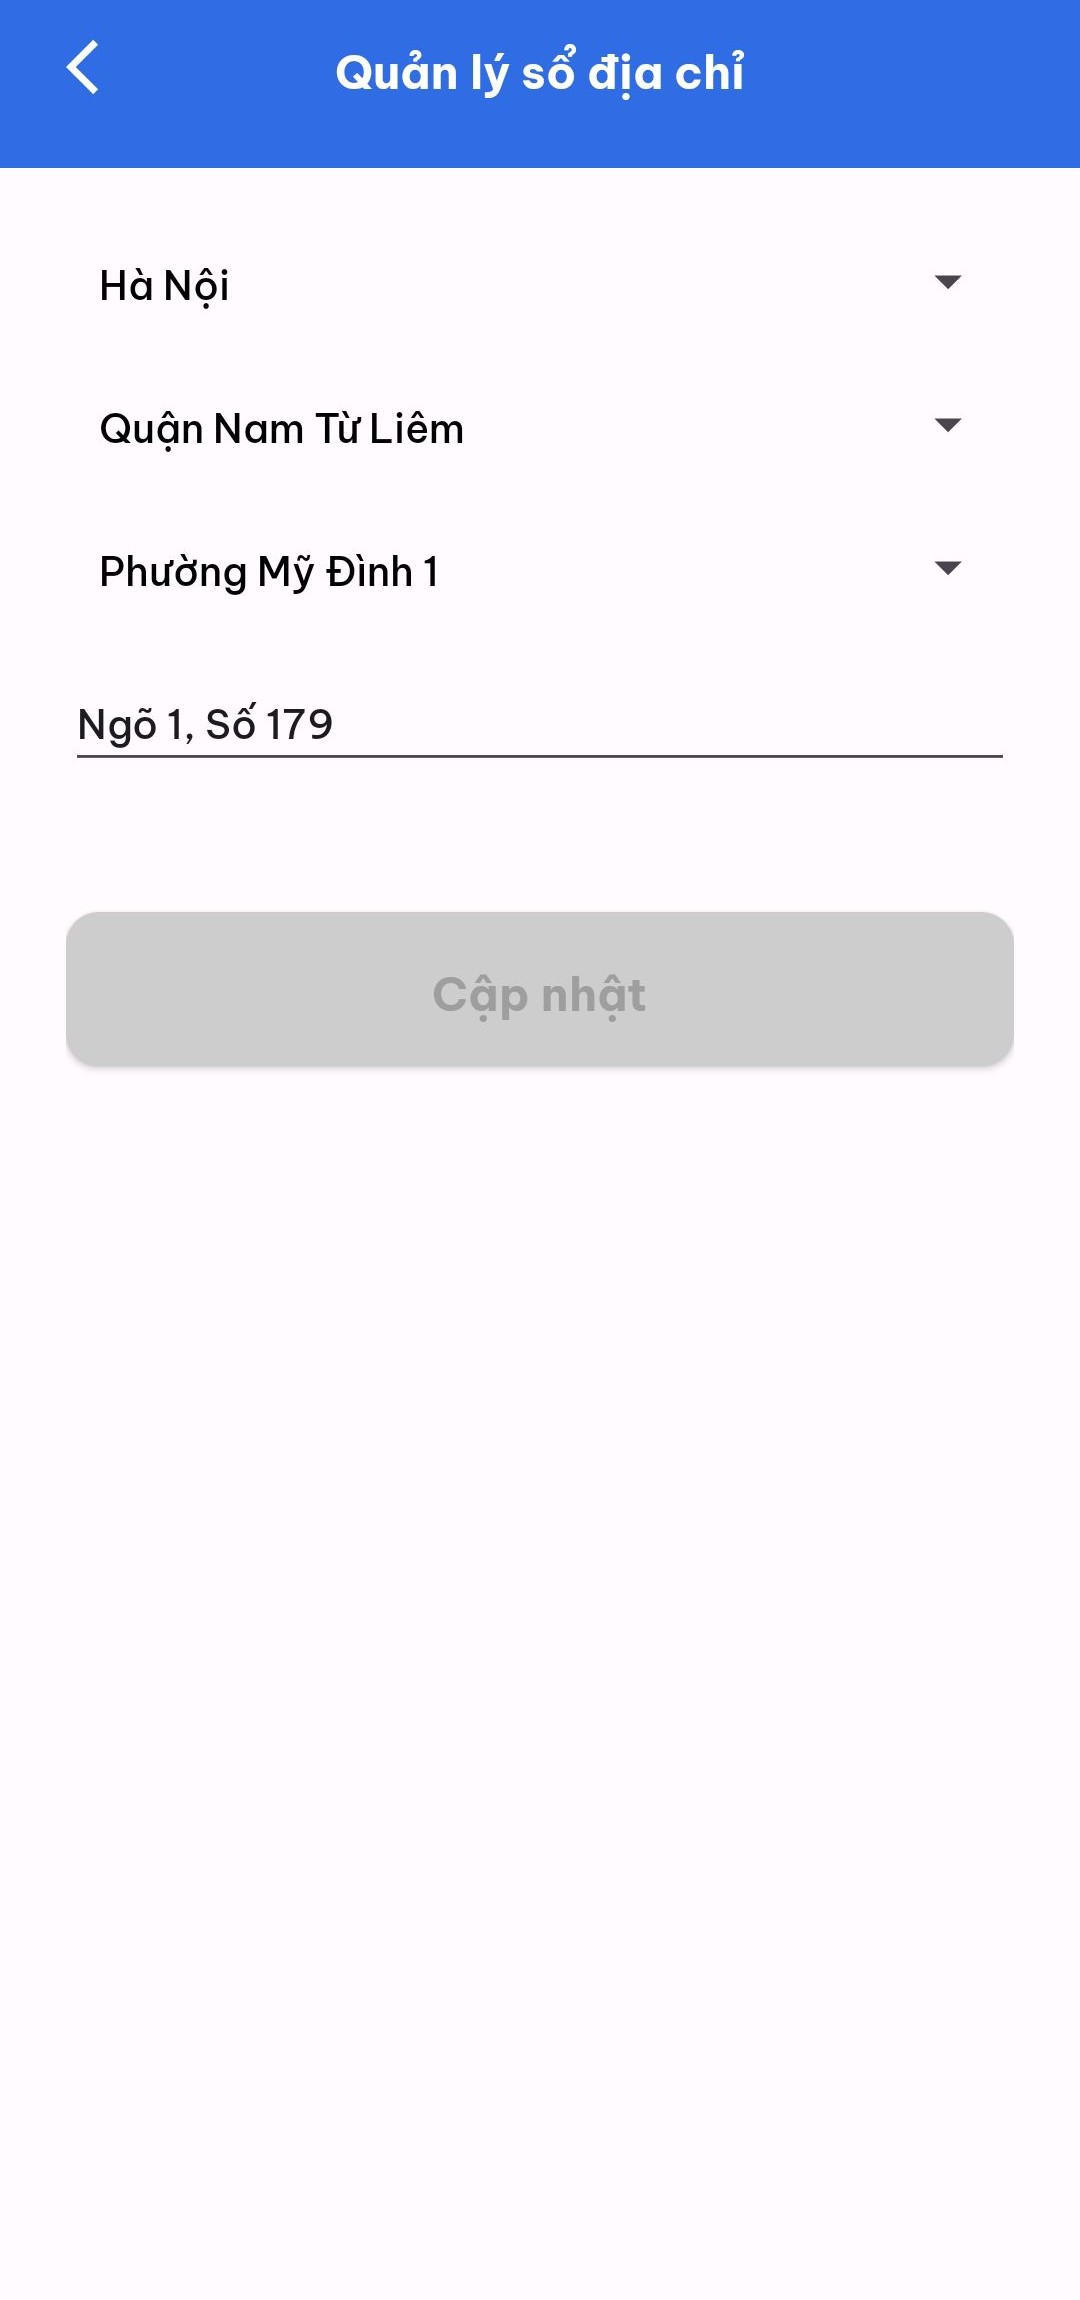 Quản lý sổ địa chỉ
Hà Nội
Quận Nam Từ Liêm
Phường Mỹ Đình 1
Ngõ 1, Số 179
Cập nhật